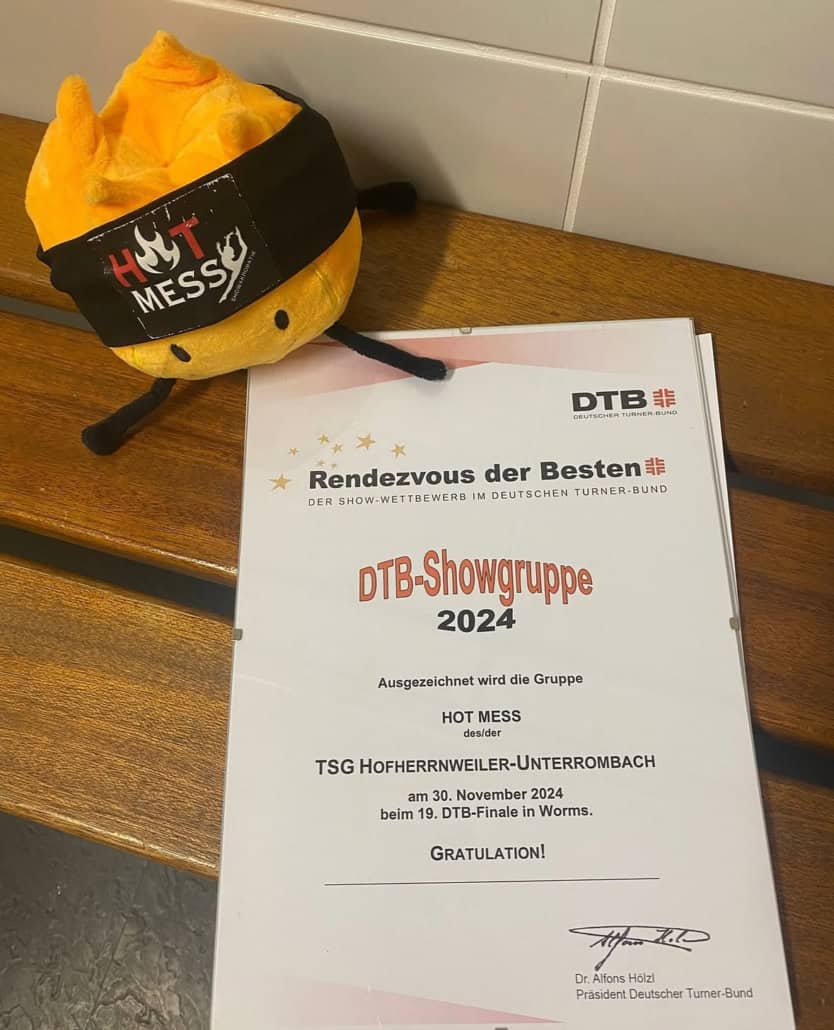 HOT
MESS
SHOWAKROBATIK
DTB
DEUTSCHER TURNER-BUND
Rendezvous der Besten
DER SHOW-WETTBEWERB IM DEUTSCHEN TURNER-BUND
DTB-Showgruppe
2024
Ausgezeichnet wird die Gruppe
HOT MESS
des/der
TSG HOFHERRNWEILER-UNTERROMBACH
am 30. November 2024
beim 19. DTB-Finale in Worms.
GRATULATION!
Dr. Alfons Hölzl
Präsident Deutscher Turner-Bund